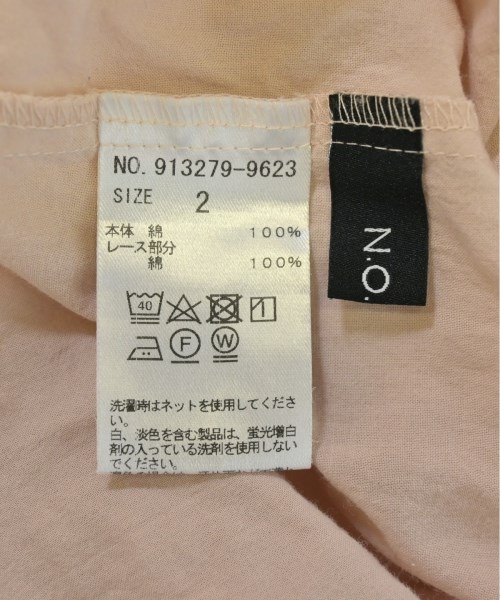 NO. 913279-9623
SIZE 2
本体 綿 100%
レース部分
綿 100%
40
1
F W
洗濯時はネットを使用してくださ
い。
白、淡色を含む製品は、蛍光増白
剤の入っている洗剤を使用しない
でください。
N.O.